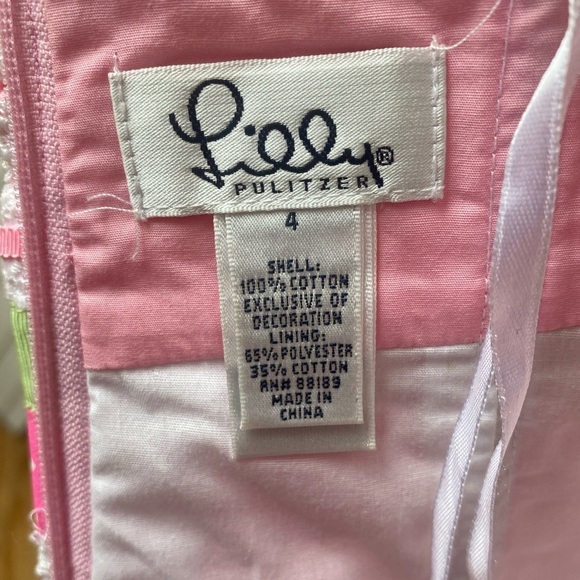 Lilly®
PULITZER
4
SHELL:
100% COTTON
EXCLUSIVE OF
DECORATION
LINING:
65% POLYESTER
35% COTTON
RN# 88189
MADE IN
CHINA